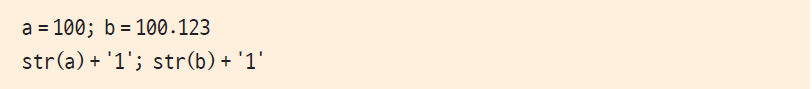 a = 100; b = 100.123
str(a) + '1'; str(b) + '1'